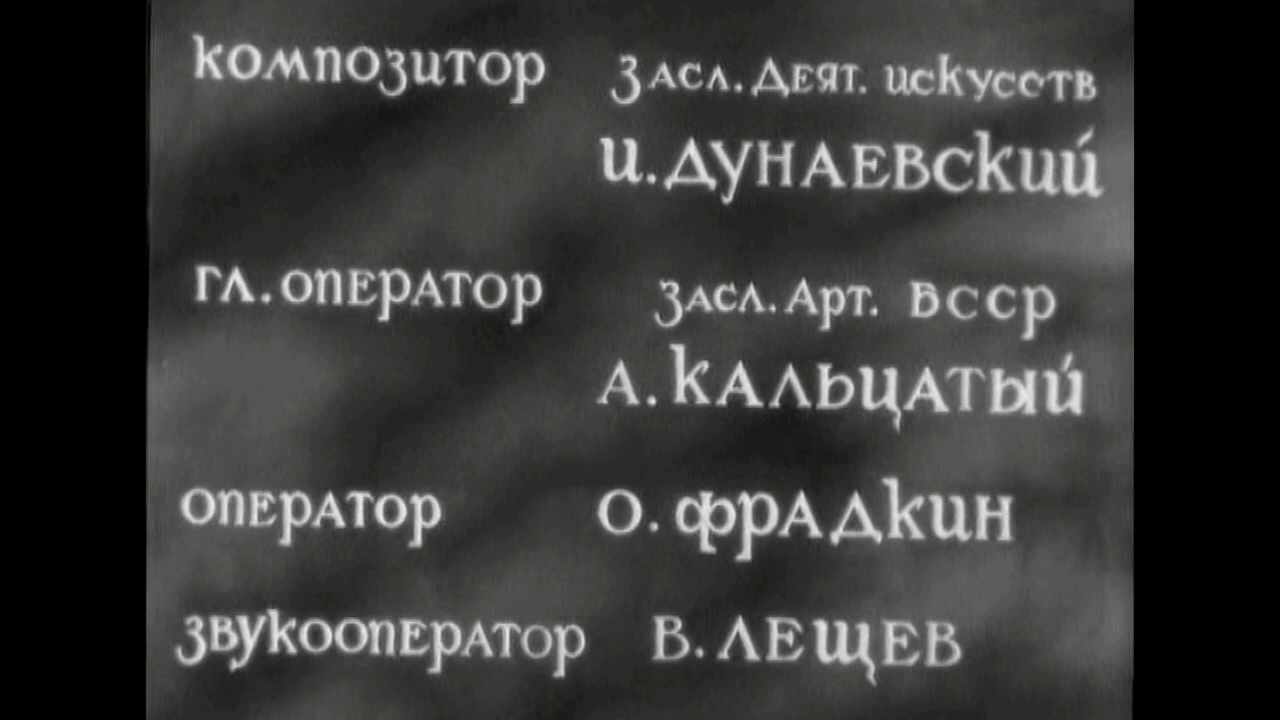 композитор засл. деят. искусств
И. Дунаевский
гл. оператор засл. арт. БССР
А. Кальцатый
оператор О. Фрадкин
звукооператор В. Лещев